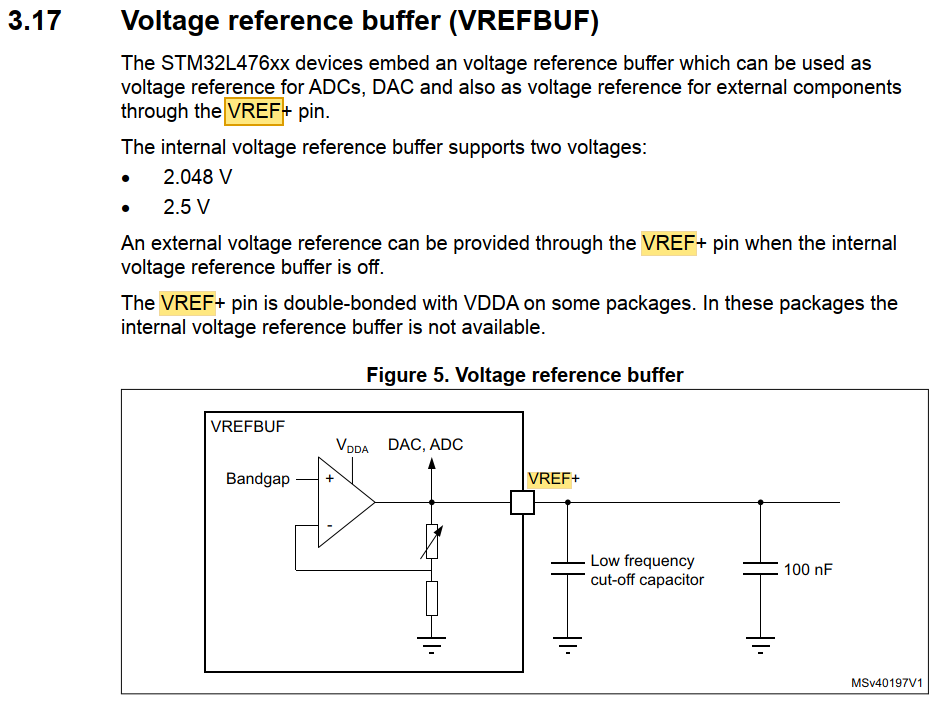 3.17 Voltage reference buffer (VREFBUF)
The STM32L476xx devices embed an voltage reference buffer which can be used as
voltage reference for ADCs, DAC and also as voltage reference for external components
through the VREF+ pin.
The internal voltage reference buffer supports two voltages:
• 2.048 V
• 2.5 V
An external voltage reference can be provided through the VREF+ pin when the internal
voltage reference buffer is off.
The VREF+ pin is double-bonded with VDDA on some packages. In these packages the
internal voltage reference buffer is not available.
Figure 5. Voltage reference buffer
VREFBUF
VDDA DAC, ADC
Bandgap + VREF+
-
Low frequency
cut-off capacitor
100 nF
MSv40197V1